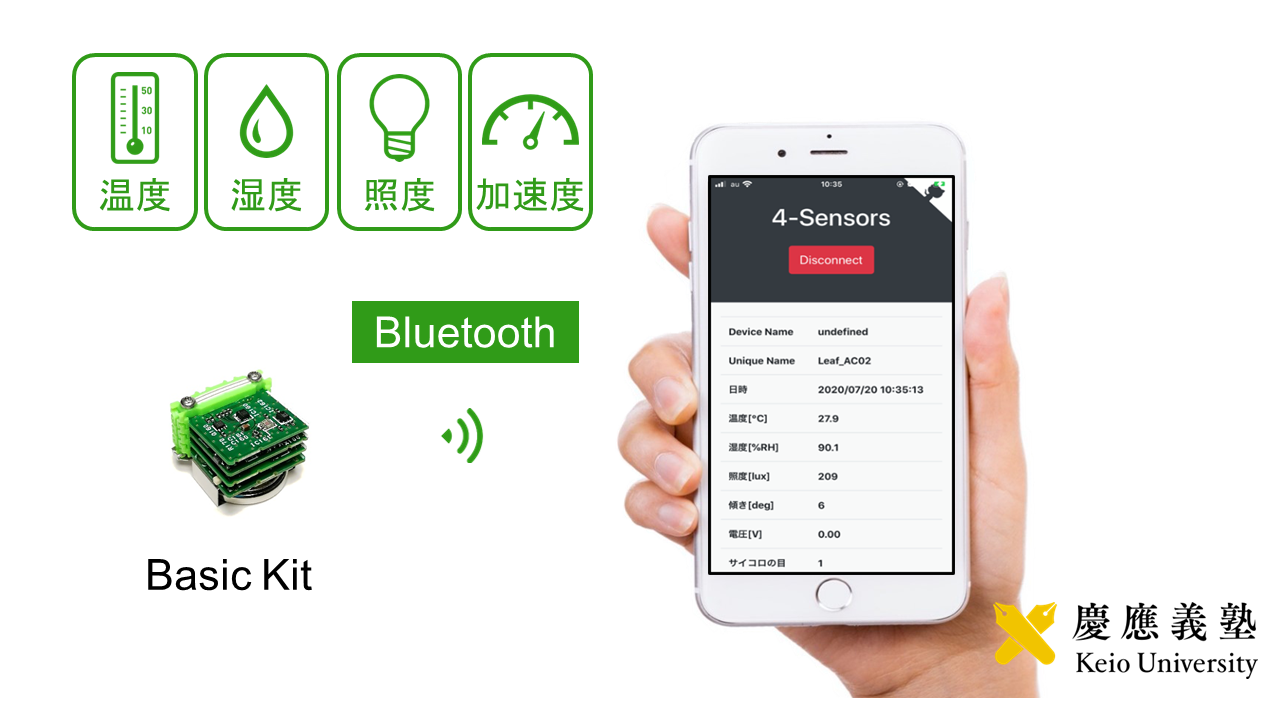 50
30
10
温度
湿度
照度
加速度
Bluetooth
Basic Kit
au 10:35
4-Sensors
Disconnect
Device Name undefined
Unique Name Leaf_AC02
日時 2020/07/20 10:35:13
温度[°C] 27.9
湿度[%RH] 90.1
照度[lux] 209
傾き[deg] 6
電圧[V] 0.00
サイコロの目 1
慶應義塾
Keio University